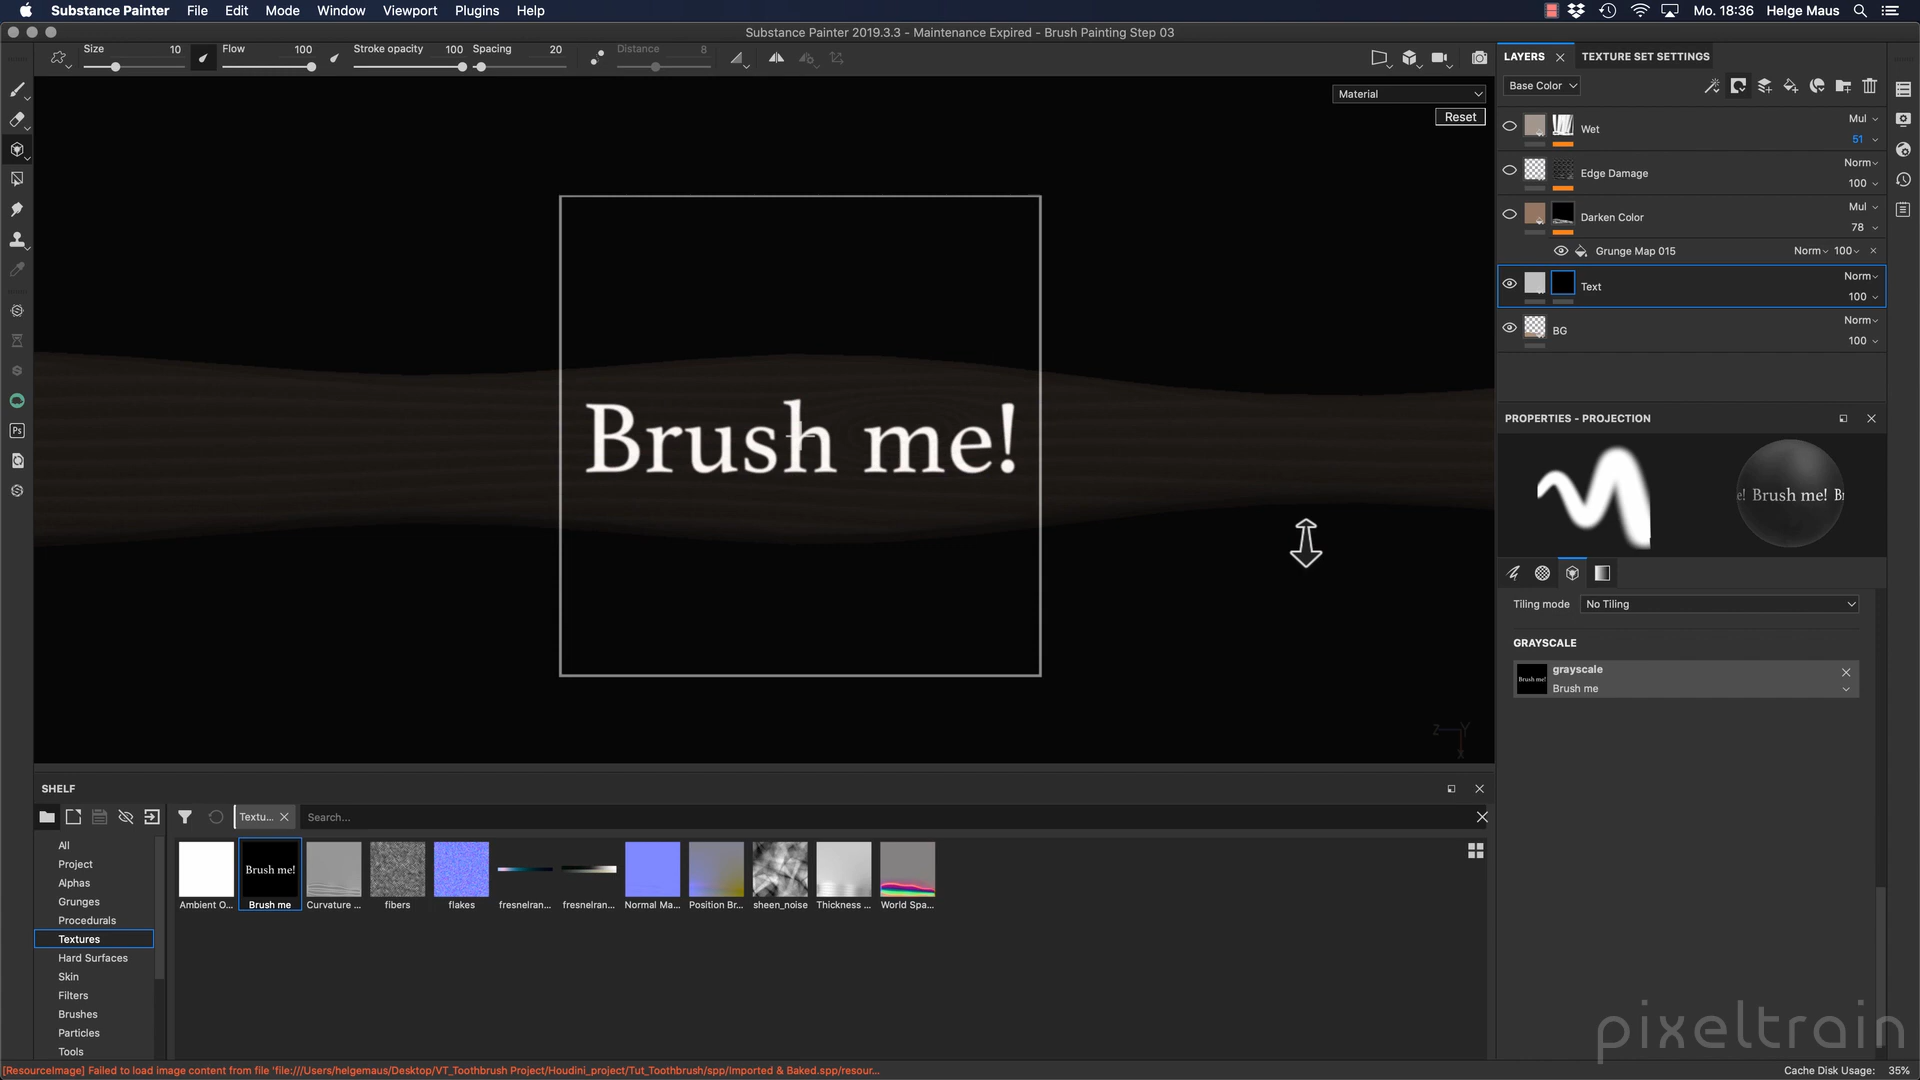 Substance Painter File Edit Mode Window Viewport Plugins Help Mo. 18:36 Helge Maus
Substance Painter 2019.3.3 - Maintenance Expired - Brush Painting Step 03
Size 10 Flow 100 Stroke opacity 100 Spacing 20 Distance 8
Material
Reset
Brush me!
Z Y
X
LAYERS TEXTURE SET SETTINGS
Base Color
Wet Mul
51
Edge Damage Norm
100
Darken Color Mul
78
Grunge Map 015 Norm 100
Text Norm
100
BG Norm
100
PROPERTIES - PROJECTION
e! Brush me! B
Tiling mode No Tiling
GRAYSCALE
Brush me! grayscale
Brush me
Ps
SHELF
Textu... Search...
All
Project
Alphas
Grunges
Procedurals
Textures
Hard Surfaces
Skin
Filters
Brushes
Particles
Tools
Brush me!
Ambient O... Brush me Curvature ... fibers flakes fresnelran... fresnelran... Normal Ma... Position Br... sheen_noise Thickness ... World Spa...
pixeltrain
[ResourceImage] Failed to load image content from file 'file:///Users/helgemaus/Desktop/VT_Toothbrush Project/Houdini_project/Tut_Toothbrush/spp/Imported & Baked.spp/resour...
Cache Disk Usage: 35%